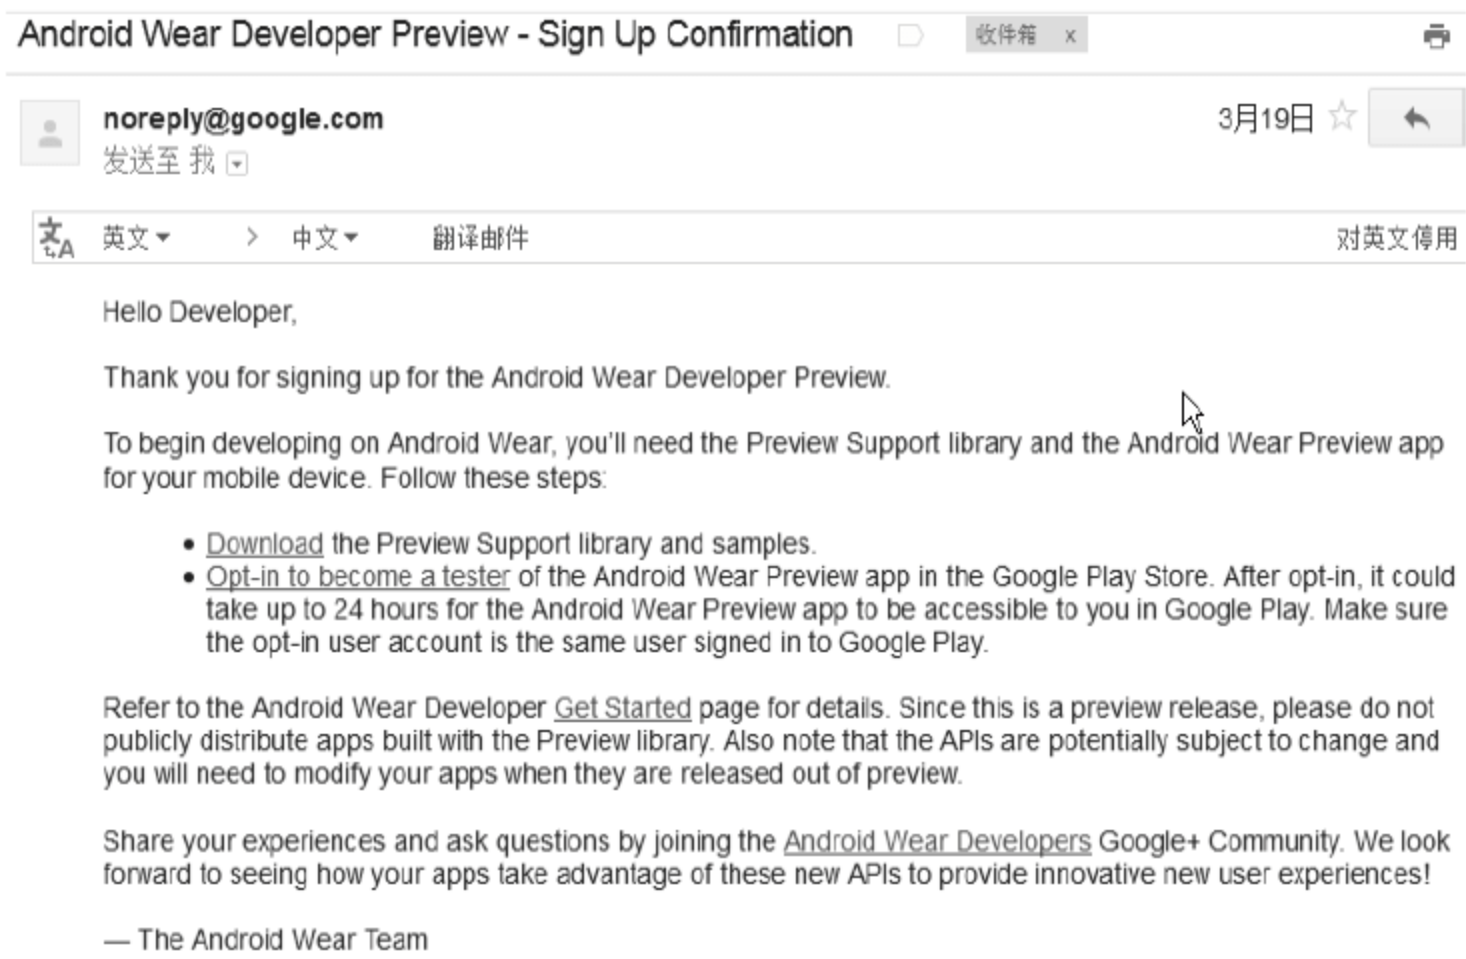 Android Wear Developer Preview - Sign Up Confirmation 收件箱 x
noreply@google.com 3月19日
发送至 我
英文 > 中文 翻译邮件 对英文停用
Hello Developer,
Thank you for signing up for the Android Wear Developer Preview.
To begin developing on Android Wear, you'll need the Preview Support library and the Android Wear Preview app
for your mobile device. Follow these steps:
• Download the Preview Support library and samples.
• Opt-in to become a tester of the Android Wear Preview app in the Google Play Store. After opt-in, it could
take up to 24 hours for the Android Wear Preview app to be accessible to you in Google Play. Make sure
the opt-in user account is the same user signed in to Google Play.
Refer to the Android Wear Developer Get Started page for details. Since this is a preview release, please do not
publicly distribute apps built with the Preview library. Also note that the APIs are potentially subject to change and
you will need to modify your apps when they are released out of preview.
Share your experiences and ask questions by joining the Android Wear Developers Google+ Community. We look
forward to seeing how your apps take advantage of these new APIs to provide innovative new user experiences!
— The Android Wear Team